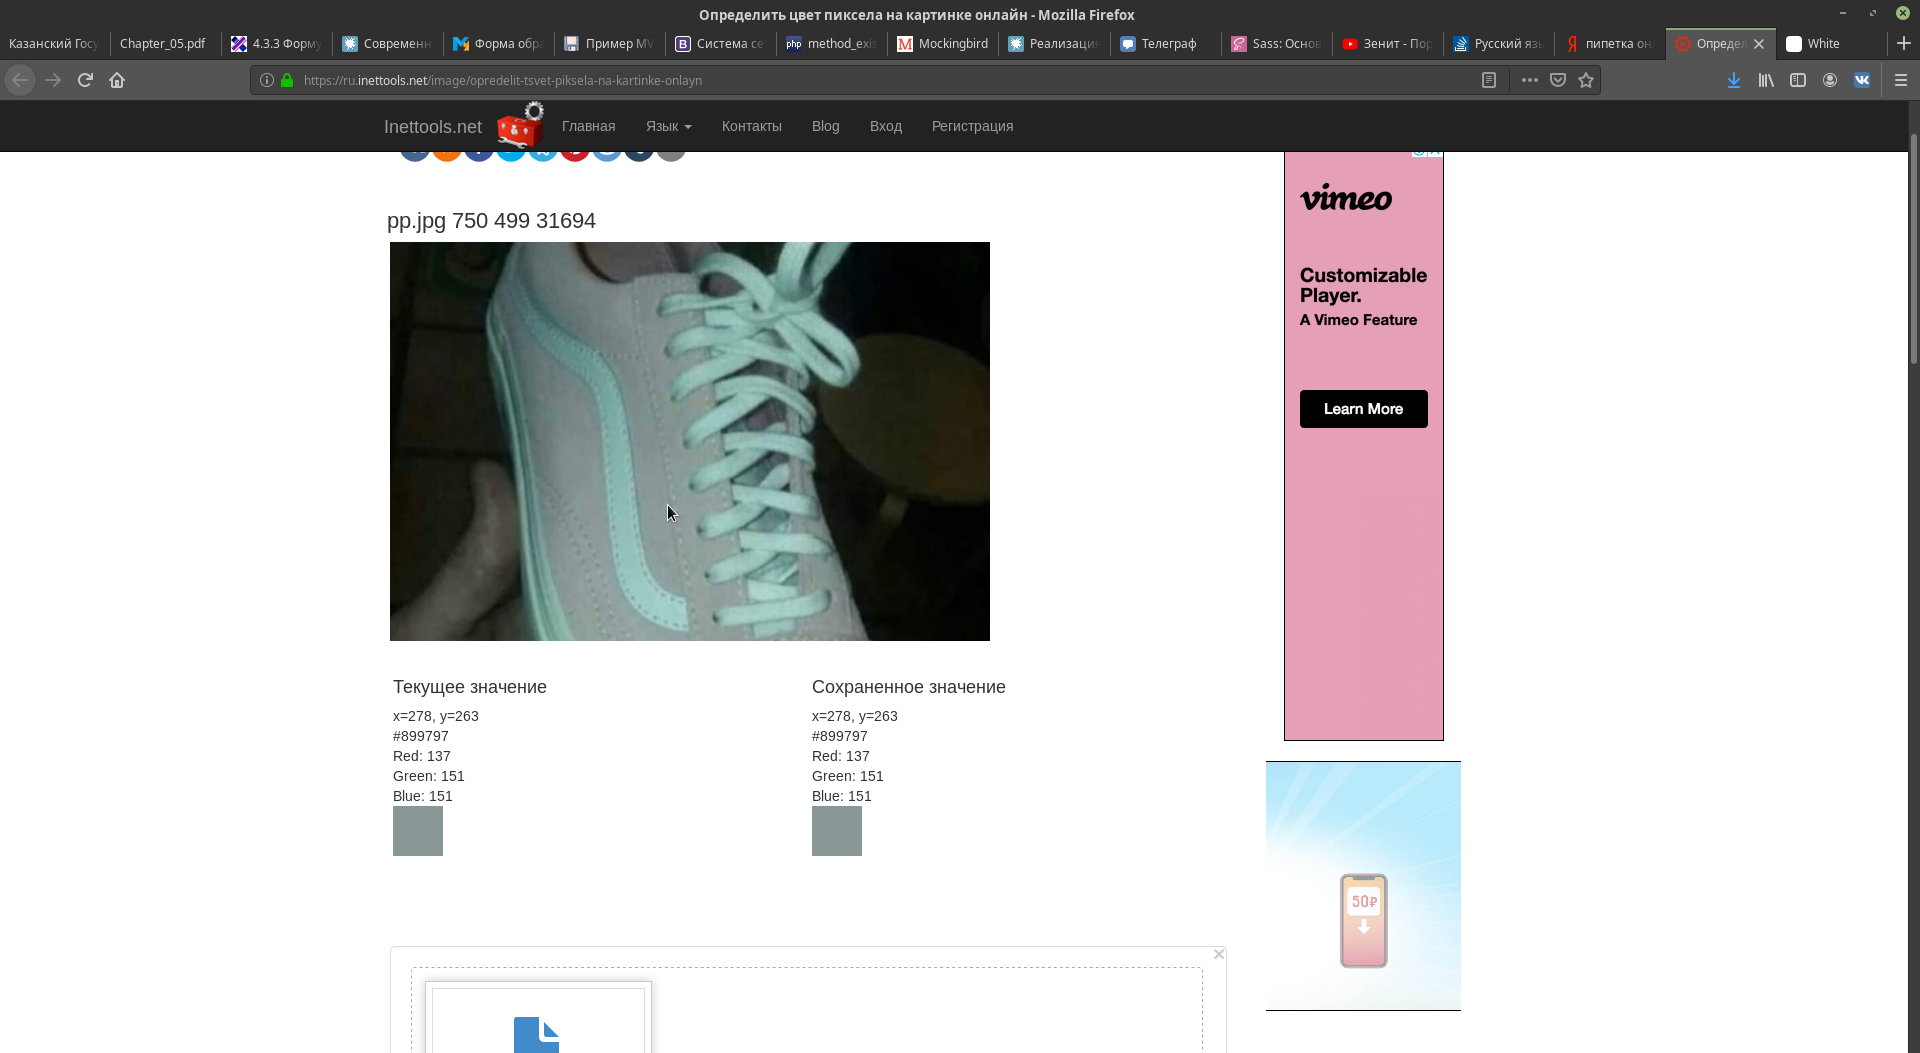 Определить цвет пиксела на картинке онлайн - Mozilla Firefox
Казанский Госу
Chapter_05.pdf
4.3.3 Форму
Современн
Форма обра
Пример MV
Система се
method_exis
Mockingbird
Реализация
Телеграф
Sass: Основ
Зенит - Пор
Русский язы
пипетка он
Определ
White
https://ru.inettools.net/image/opredelit-tsvet-piksela-na-kartinke-onlayn
Inettools.net
Главная
Язык
Контакты
Blog
Вход
Регистрация
pp.jpg 750 499 31694
vimeo
Customizable
Player.
A Vimeo Feature
Learn More
Текущее значение
x=278, y=263
#899797
Red: 137
Green: 151
Blue: 151
Сохраненное значение
x=278, y=263
#899797
Red: 137
Green: 151
Blue: 151
50₽